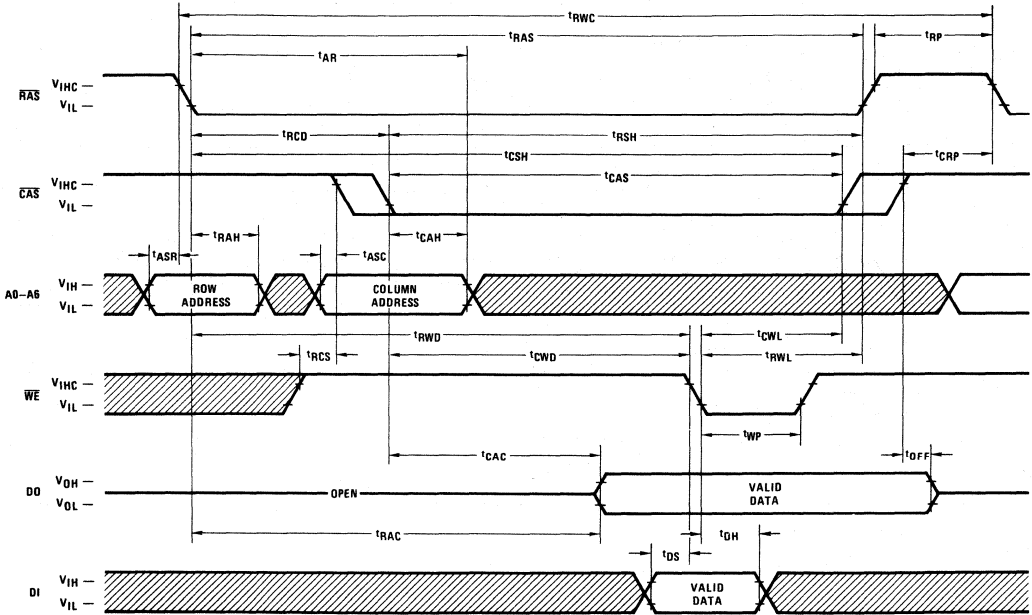 tRWC
tRAS
tRP
tAR
RAS
VIHC
VIL
tRCD
tRSH
tCSH
tCRP
tCAS
CAS
VIHC
VIL
tRAH
tCAH
tASR
tASC
A0–A6
VIH
VIL
ROW
ADDRESS
COLUMN
ADDRESS
tRWD
tCWL
tRCS
tCWD
tRWL
WE
VIHC
VIL
tWP
tCAC
tOFF
DO
VOH
VOL
OPEN
VALID
DATA
tRAC
tDH
tDS
DI
VIH
VIL
VALID
DATA